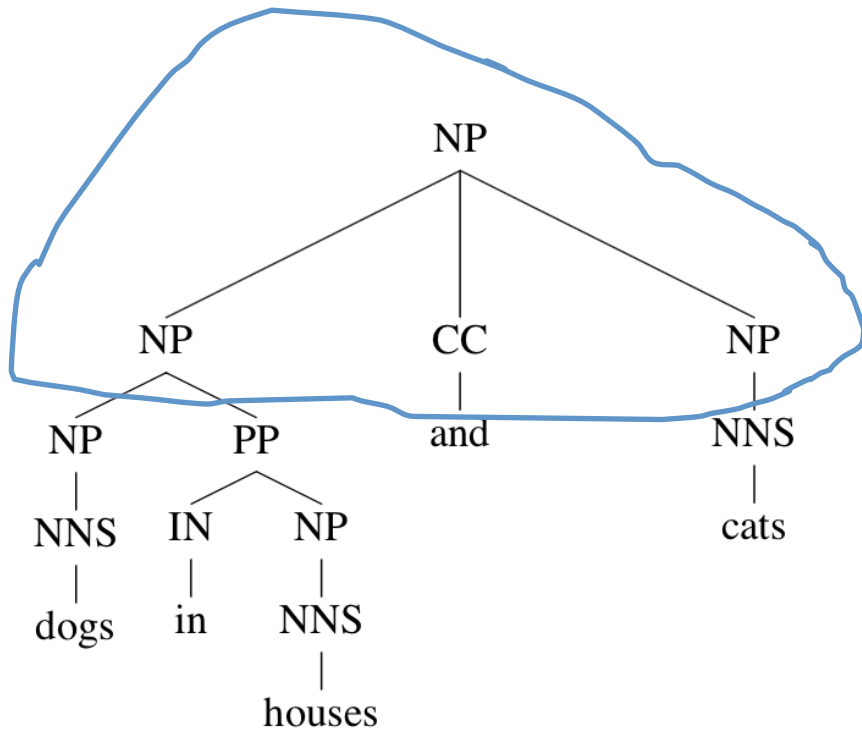 NP
NP CC NP
NP PP and NNS
NNS IN NP cats
dogs in NNS
houses